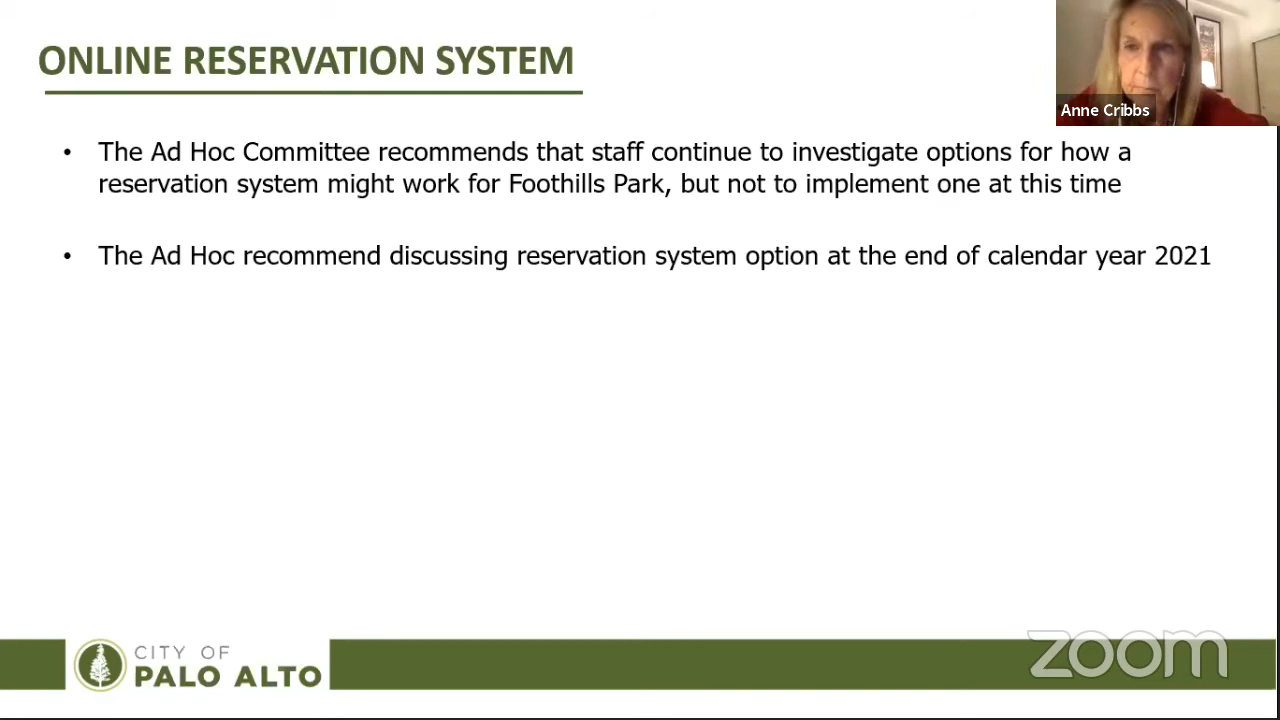 ONLINE RESERVATION SYSTEM
Anne Cribbs
• The Ad Hoc Committee recommends that staff continue to investigate options for how a
reservation system might work for Foothills Park, but not to implement one at this time
• The Ad Hoc recommend discussing reservation system option at the end of calendar year 2021
CITY OF
PALO ALTO
zoom